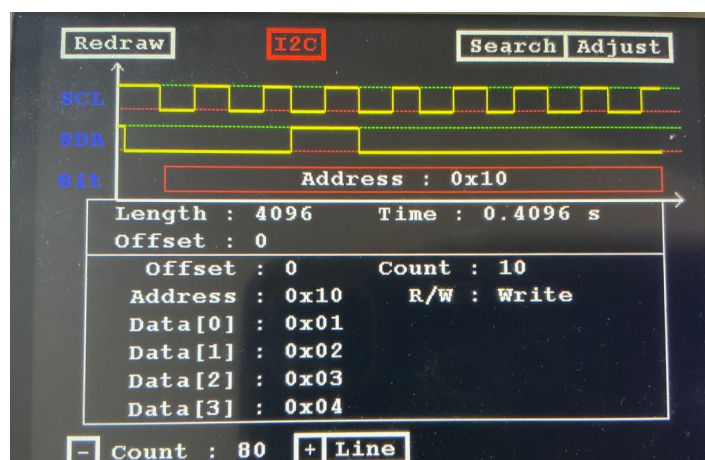 Redraw I2C Search Adjust
SCL
SDA
Bit Address : 0x10
Length : 4096 Time : 0.4096 s
Offset : 0
Offset : 0 Count : 10
Address : 0x10 R/W : Write
Data[0] : 0x01
Data[1] : 0x02
Data[2] : 0x03
Data[3] : 0x04
- Count : 80 + Line